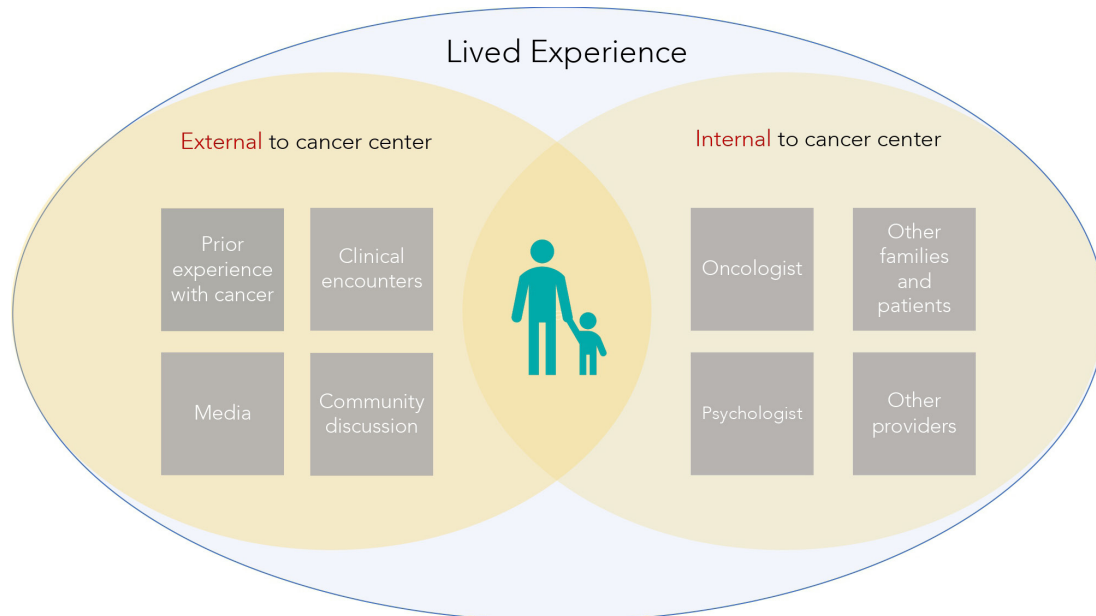 Lived Experience
External to cancer center
Internal to cancer center
Prior
experience
with cancer
Clinical
encounters
Media
Community
discussion
Oncologist
Other
families
and
patients
Psychologist
Other
providers